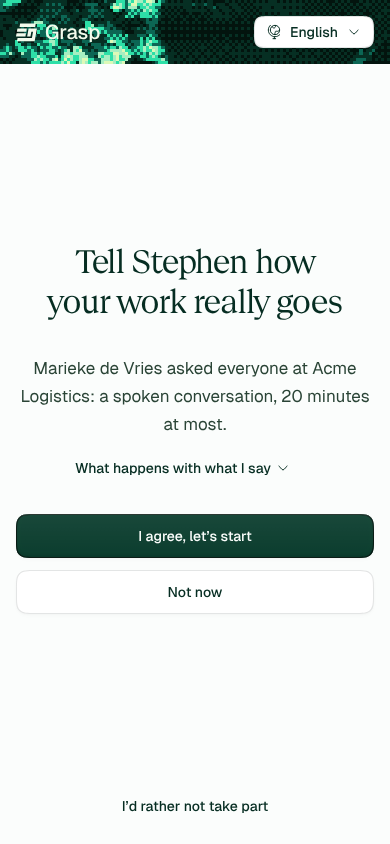 Grasp
English
Tell Stephen how
your work really goes
Marieke de Vries asked everyone at Acme
Logistics: a spoken conversation, 20 minutes
at most.
What happens with what I say
I agree, let’s start
Not now
I’d rather not take part